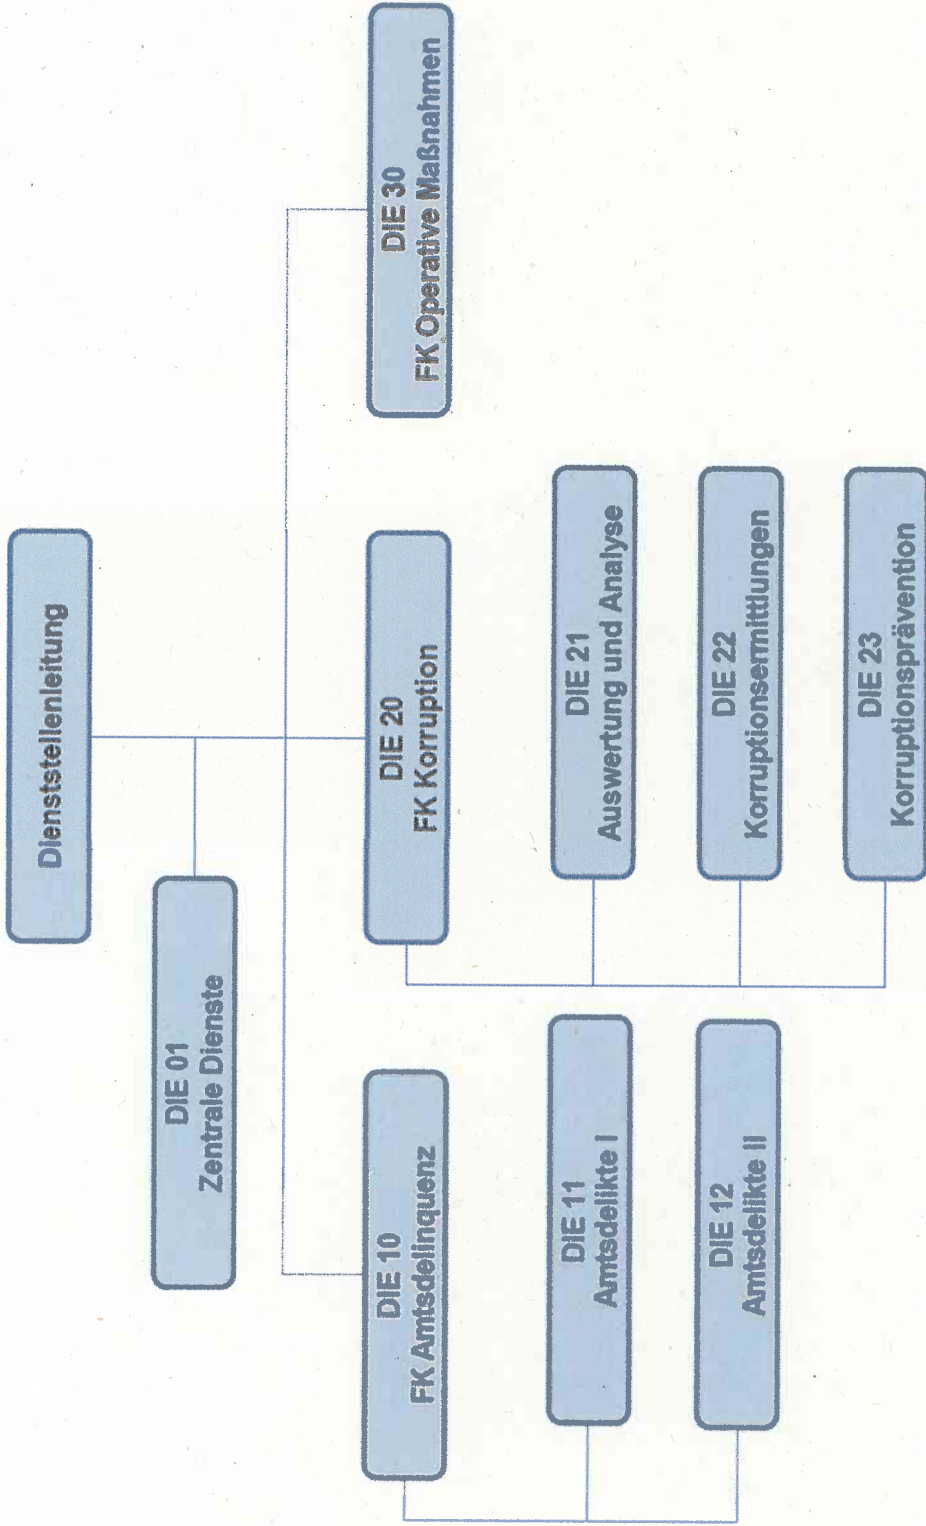 Dienststellenleitung
DIE 01
Zentrale Dienste
DIE 10
FK Amtsdelinquenz
DIE 20
FK Korruption
DIE 30
FK Operative Maßnahmen
DIE 11
Amtsdelikte I
DIE 21
Auswertung und Analyse
DIE 12
Amtsdelikte II
DIE 22
Korruptionsermittlungen
DIE 23
Korruptionsprävention